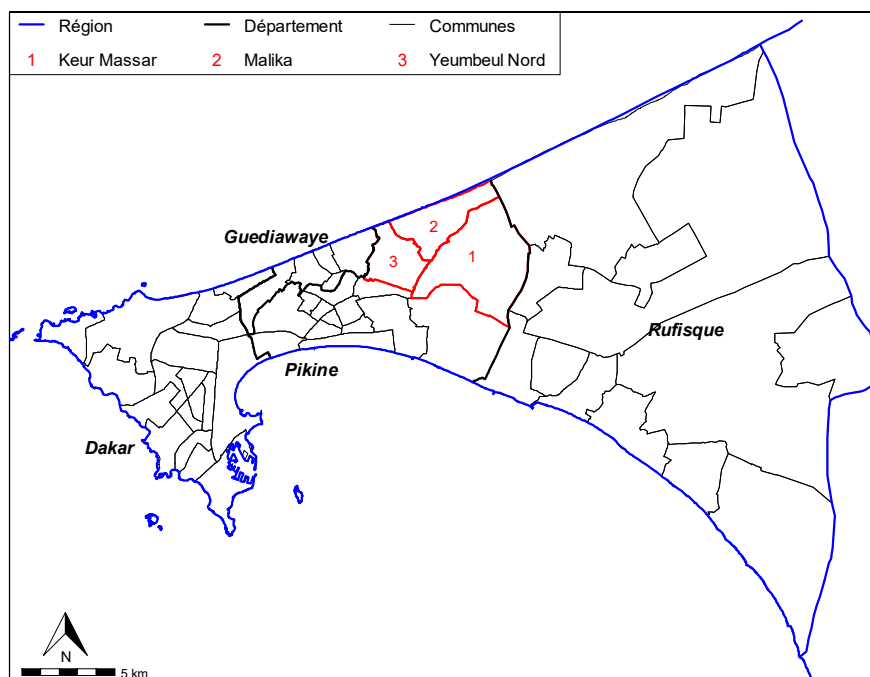 Région Département Communes
1 Keur Massar 2 Malika 3 Yeumbeul Nord
2
Guediawaye
1
3
Rufisque
Pikine
Dakar
N
5 km